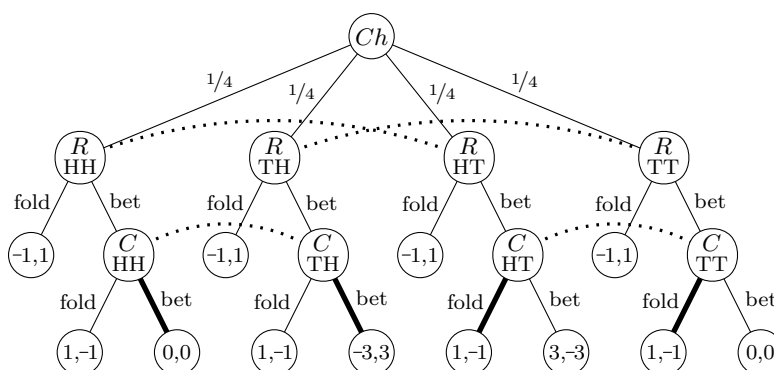 Ch
1/4 1/4 1/4 1/4
R R R R
HH TH HT TT
fold bet fold bet fold bet fold bet
–1,1 C –1,1 C –1,1 C –1,1 C
HH TH HT TT
fold bet fold bet fold bet fold bet
1,–1 0,0 1,–1 –3,3 1,–1 3,–3 1,–1 0,0